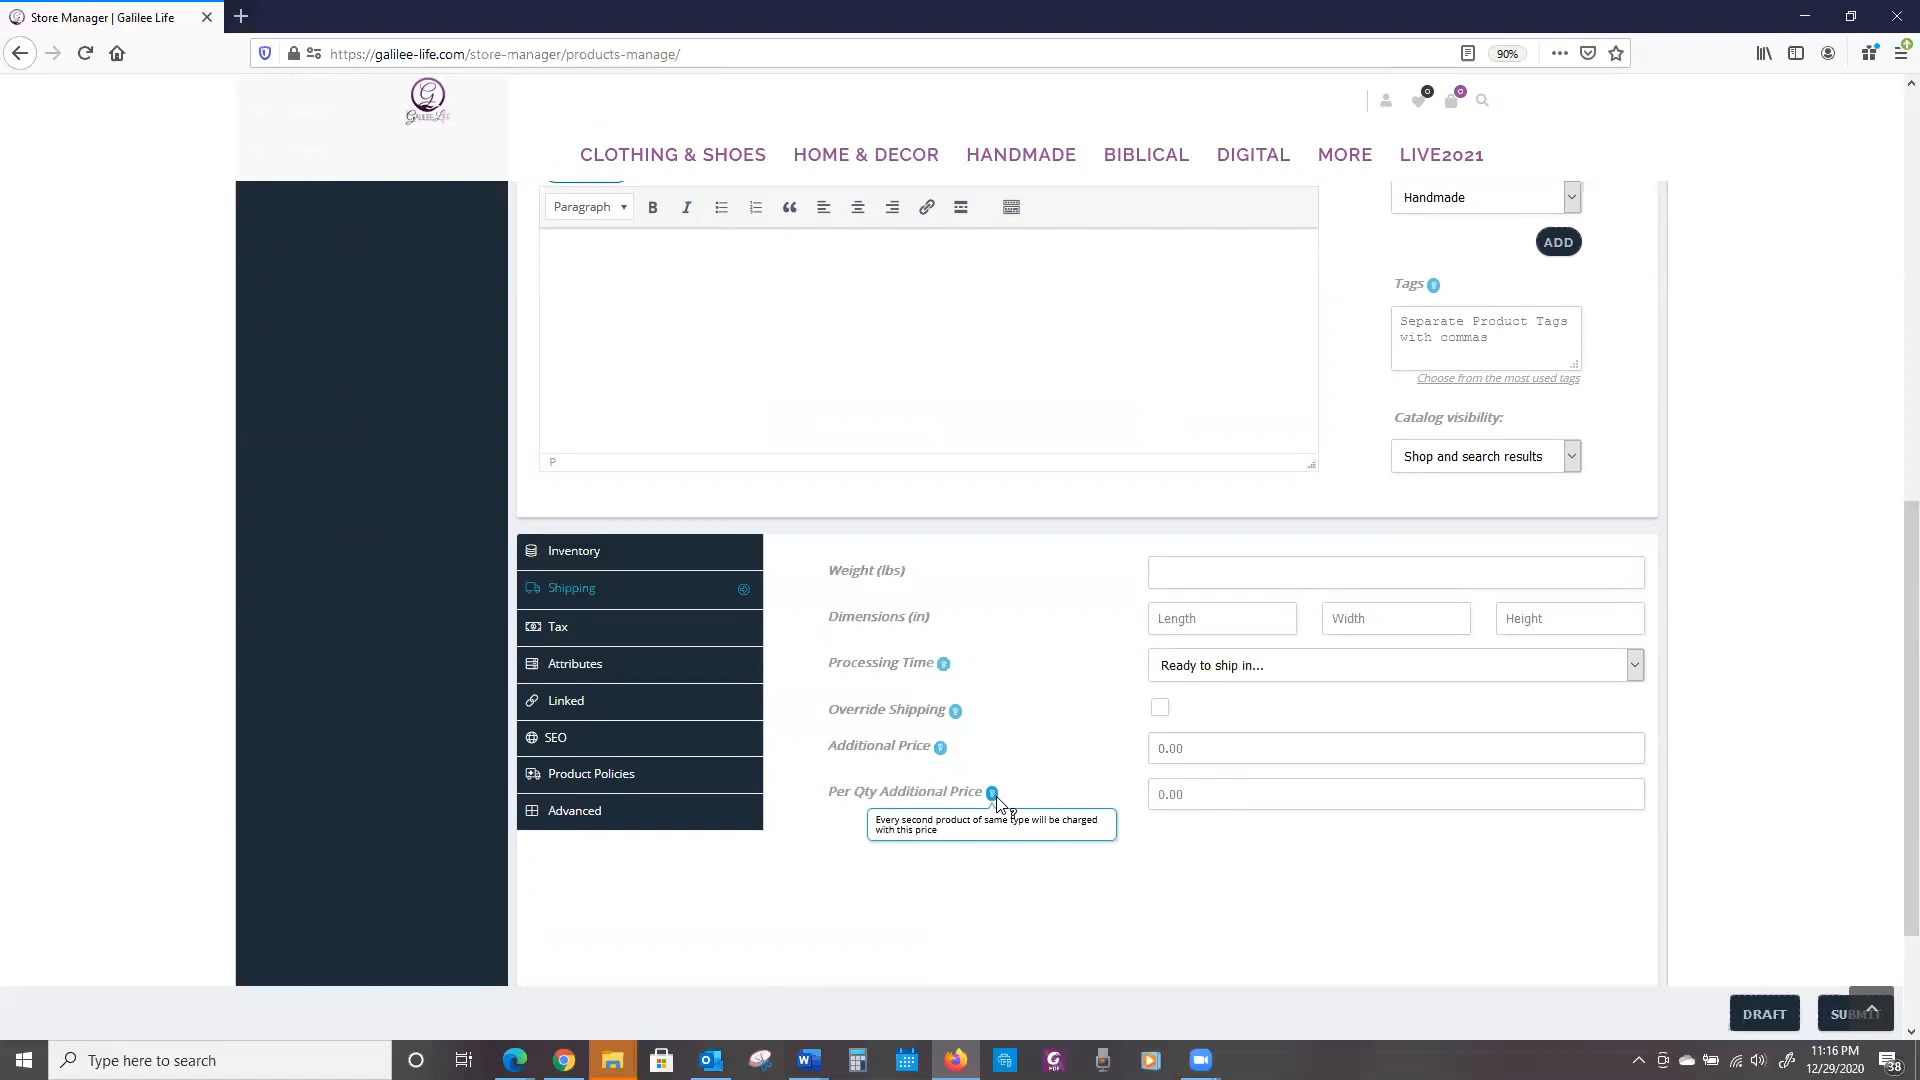 Store Manager | Galilee Life
https://galilee-life.com/store-manager/products-manage/
90%
GALILEE LIFE
0
0
CLOTHING & SHOES
HOME & DECOR
HANDMADE
BIBLICAL
DIGITAL
MORE
LIVE2021
Paragraph
P
Handmade
ADD
Tags
Separate Product Tags
with commas
Choose from the most used tags
Catalog visibility:
Shop and search results
Inventory
Shipping
Tax
Attributes
Linked
SEO
Product Policies
Advanced
Weight (lbs)
Dimensions (in)
Length
Width
Height
Processing Time
Ready to ship in...
Override Shipping
Additional Price
0.00
Per Qty Additional Price
0.00
Every second product of same type will be charged
with this price
DRAFT
SUBMIT
Type here to search
11:16 PM
12/29/2020
38